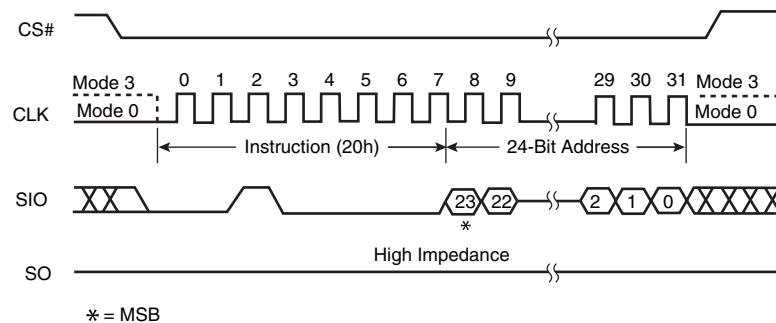 CS#
0 1 2 3 4 5 6 7 8 9 29 30 31
Mode 3 Mode 3
CLK Mode 0 Mode 0
Instruction (20h) 24-Bit Address
SIO 23 22 2 1 0
*
High Impedance
SO
* = MSB